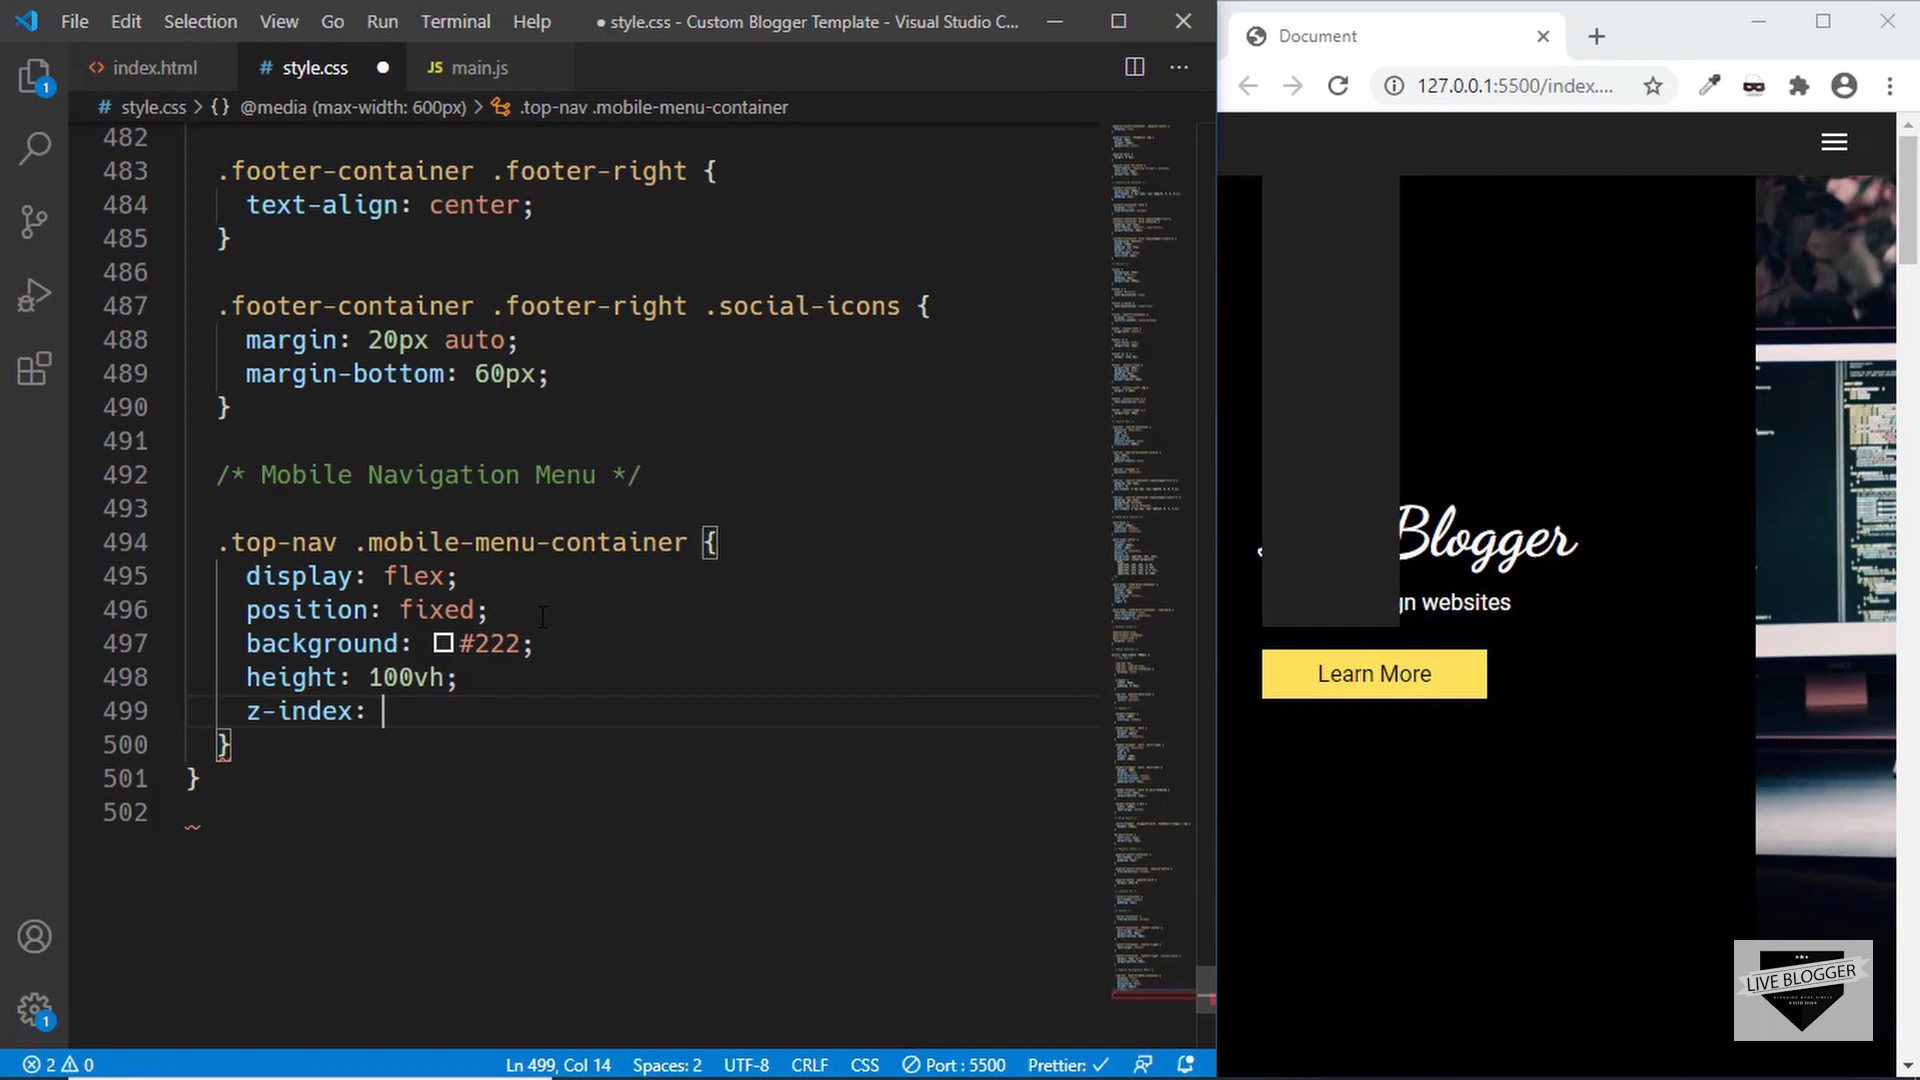 File Edit Selection View Go Run Terminal Help ● style.css - Custom Blogger Template - Visual Studio C...
<> index.html # style.css ● JS main.js
# style.css > {} @media (max-width: 600px) > .top-nav .mobile-menu-container
482
483 .footer-container .footer-right {
484 text-align: center;
485 }
486
487 .footer-container .footer-right .social-icons {
488 margin: 20px auto;
489 margin-bottom: 60px;
490 }
491
492 /* Mobile Navigation Menu */
493
494 .top-nav .mobile-menu-container {
495 display: flex;
496 position: fixed;
497 background: #222;
498 height: 100vh;
499 z-index:
500 }
501 }
502
1
1
2 0 Ln 499, Col 14 Spaces: 2 UTF-8 CRLF CSS Port : 5500 Prettier: ✓
Document
127.0.0.1:5500/index....
Blogger
gn websites
Learn More
LIVE BLOGGER